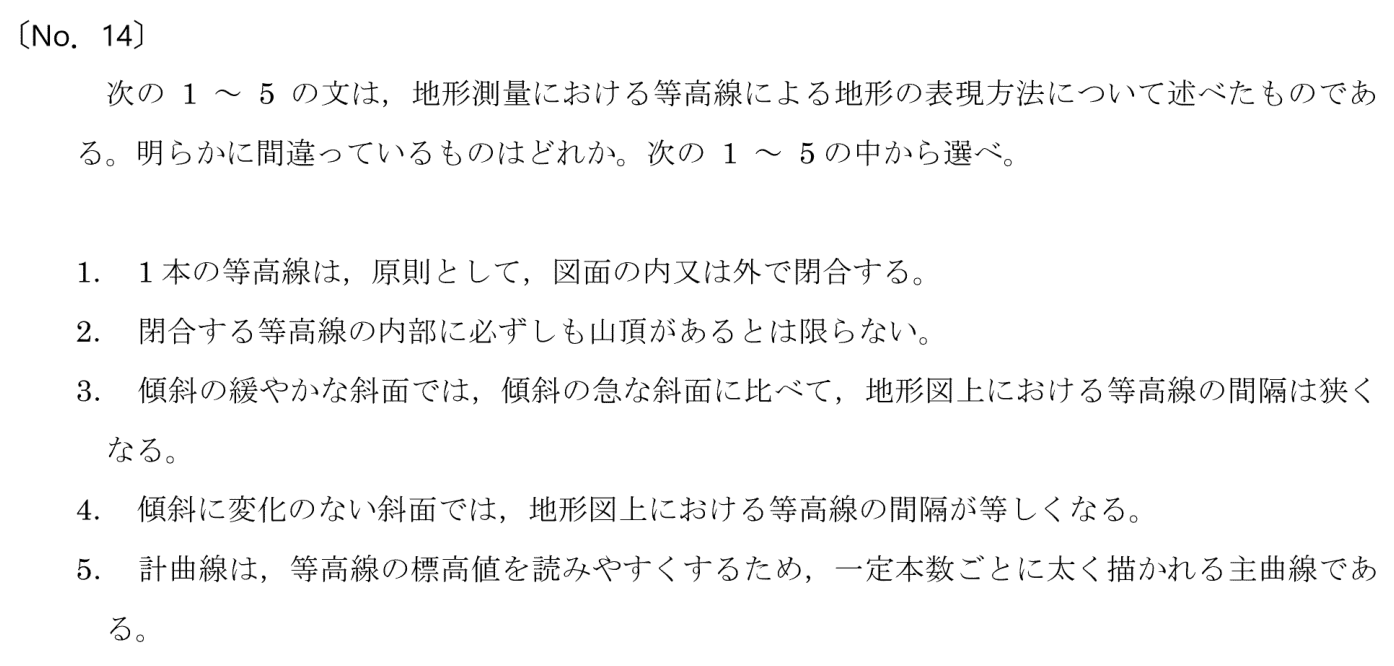 〔No. 14〕
次の 1 ～ 5 の文は，地形測量における等高線による地形の表現方法について述べたものであ
る。明らかに間違っているものはどれか。次の 1 ～ 5の中から選べ。
1. 1本の等高線は，原則として，図面の内又は外で閉合する。
2. 閉合する等高線の内部に必ずしも山頂があるとは限らない。
3. 傾斜の緩やかな斜面では，傾斜の急な斜面に比べて，地形図上における等高線の間隔は狭く
なる。
4. 傾斜に変化のない斜面では，地形図上における等高線の間隔が等しくなる。
5. 計曲線は，等高線の標高値を読みやすくするため，一定本数ごとに太く描かれる主曲線であ
る。